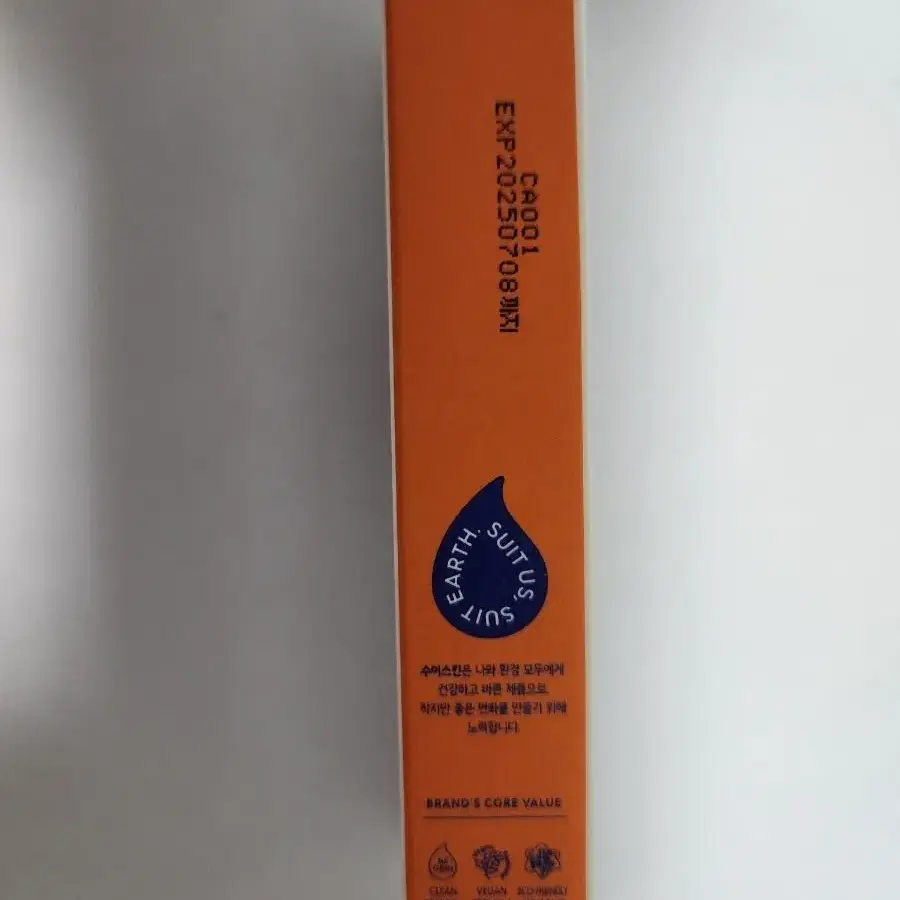 CA001
EXP20250708까지
SUIT US, SUIT EARTH.
수이스킨은 나와 환경 모두에게
건강하고 바른 제품으로,
작지만 좋은 변화를 만들기 위해
노력합니다.
BRAND'S CORE VALUE
CLEAN VEGAN ECO-FRIENDLY